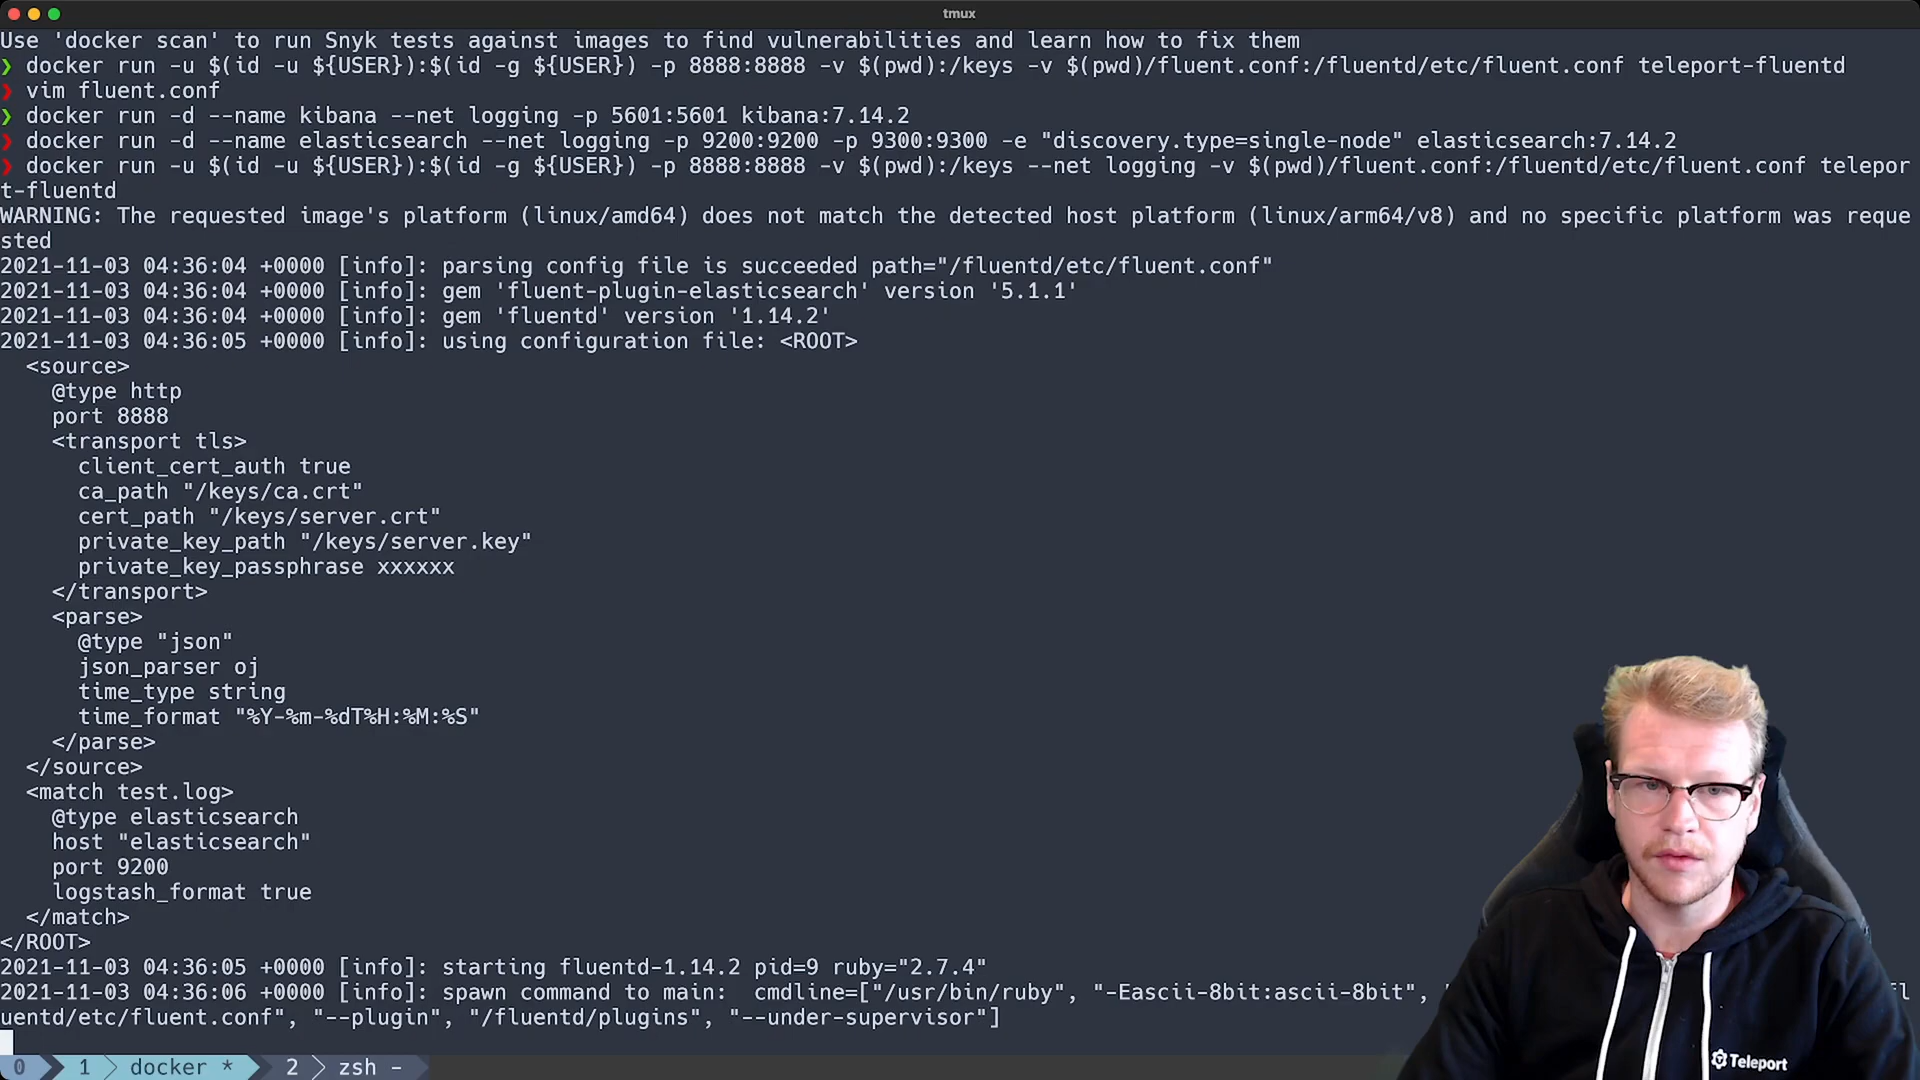 tmux
Use 'docker scan' to run Snyk tests against images to find vulnerabilities and learn how to fix them
❯ docker run -u $(id -u ${USER}):$(id -g ${USER}) -p 8888:8888 -v $(pwd):/keys -v $(pwd)/fluent.conf:/fluentd/etc/fluent.conf teleport-fluentd
❯ vim fluent.conf
❯ docker run -d --name kibana --net logging -p 5601:5601 kibana:7.14.2
❯ docker run -d --name elasticsearch --net logging -p 9200:9200 -p 9300:9300 -e "discovery.type=single-node" elasticsearch:7.14.2
❯ docker run -u $(id -u ${USER}):$(id -g ${USER}) -p 8888:8888 -v $(pwd):/keys --net logging -v $(pwd)/fluent.conf:/fluentd/etc/fluent.conf telepor
t-fluentd
WARNING: The requested image's platform (linux/amd64) does not match the detected host platform (linux/arm64/v8) and no specific platform was reque
sted
2021-11-03 04:36:04 +0000 [info]: parsing config file is succeeded path="/fluentd/etc/fluent.conf"
2021-11-03 04:36:04 +0000 [info]: gem 'fluent-plugin-elasticsearch' version '5.1.1'
2021-11-03 04:36:04 +0000 [info]: gem 'fluentd' version '1.14.2'
2021-11-03 04:36:05 +0000 [info]: using configuration file: <ROOT>
  <source>
    @type http
    port 8888
    <transport tls>
      client_cert_auth true
      ca_path "/keys/ca.crt"
      cert_path "/keys/server.crt"
      private_key_path "/keys/server.key"
      private_key_passphrase xxxxxx
    </transport>
    <parse>
      @type "json"
      json_parser oj
      time_type string
      time_format "%Y-%m-%dT%H:%M:%S"
    </parse>
  </source>
  <match test.log>
    @type elasticsearch
    host "elasticsearch"
    port 9200
    logstash_format true
  </match>
</ROOT>
2021-11-03 04:36:05 +0000 [info]: starting fluentd-1.14.2 pid=9 ruby="2.7.4"
2021-11-03 04:36:06 +0000 [info]: spawn command to main:  cmdline=["/usr/bin/ruby", "-Eascii-8bit:ascii-8bit", "
uentd/etc/fluent.conf", "--plugin", "/fluentd/plugins", "--under-supervisor"]
0 1 docker * 2 zsh -
Teleport